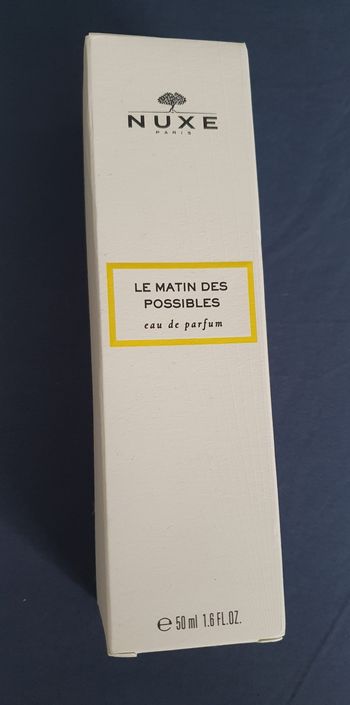 NUXE
PARIS
LE MATIN DES
POSSIBLES
eau de parfum
℮ 50 ml 1.6 FL.OZ.